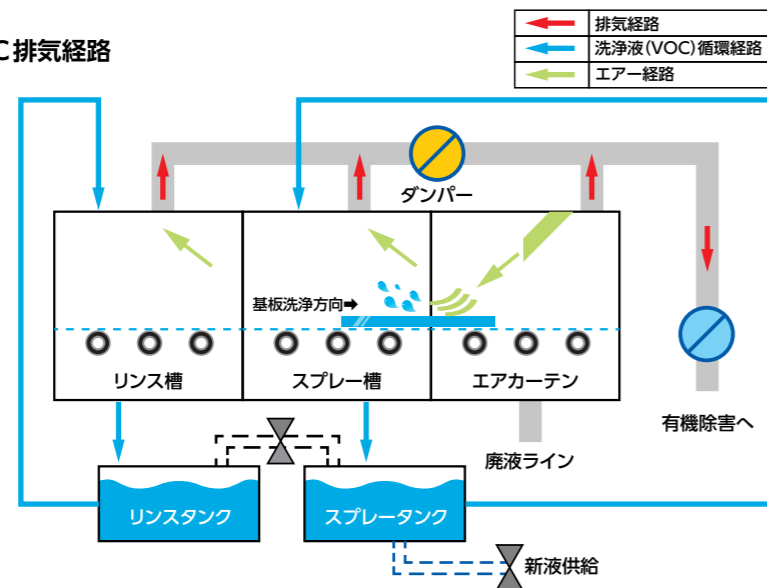 C排気経路
排気経路
洗浄液(VOC)循環経路
エアー経路
ダンパー
基板洗浄方向➡
リンス槽
スプレー槽
エアカーテン
有機除害へ
廃液ライン
リンスタンク
スプレータンク
新液供給